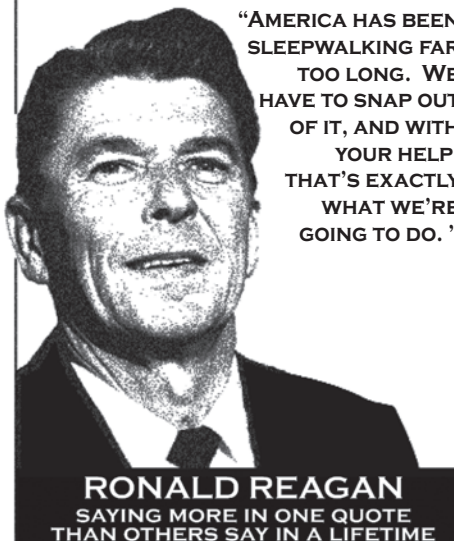 “AMERICA HAS BEEN
SLEEPWALKING FAR
TOO LONG. WE
HAVE TO SNAP OUT
OF IT, AND WITH
YOUR HELP
THAT’S EXACTLY
WHAT WE’RE
GOING TO DO. ”
RONALD REAGAN
SAYING MORE IN ONE QUOTE
THAN OTHERS SAY IN A LIFETIME